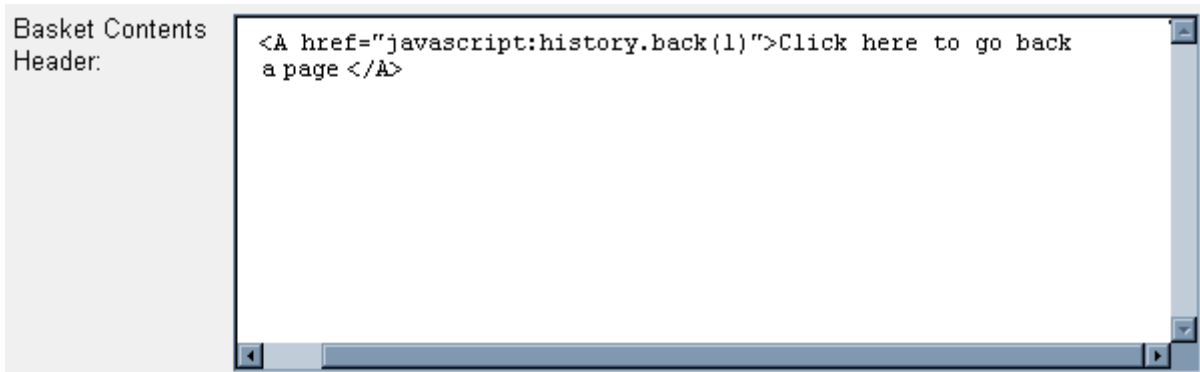 Basket Contents
Header:
<A href="javascript:history.back(1)">Click here to go back
a page </A>